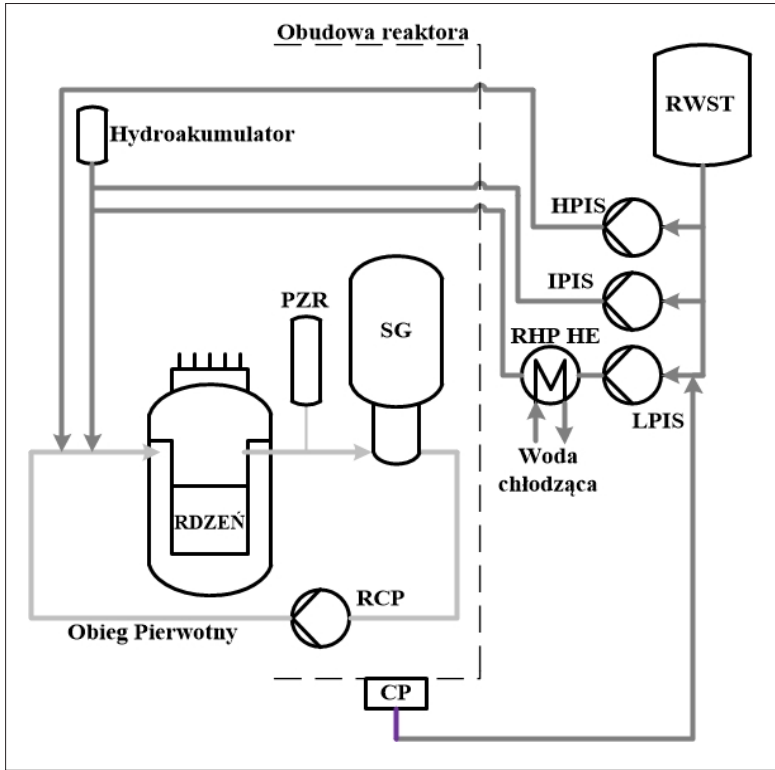 Obudowa reaktora
RWST
Hydroakumulator
HPIS
IPIS
PZR
SG
RHP HE
LPIS
Woda
chłodząca
RDZEŃ
RCP
Obieg Pierwotny
CP